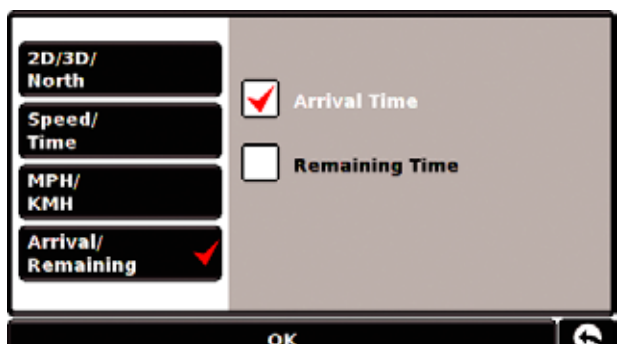 2D/3D/
North
Speed/
Time
MPH/
KMH
Arrival/
Remaining
Arrival Time
Remaining Time
OK